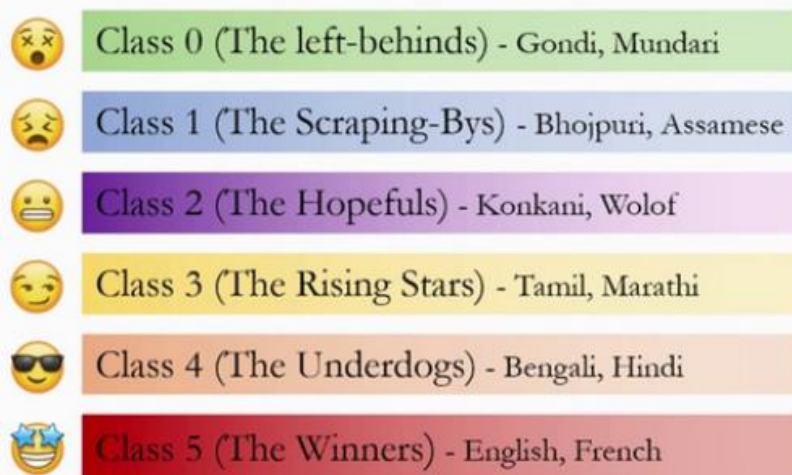 Class 0 (The left-behinds) - Gondi, Mundari
Class 1 (The Scraping-Bys) - Bhojpuri, Assamese
Class 2 (The Hopefuls) - Konkani, Wolof
Class 3 (The Rising Stars) - Tamil, Marathi
Class 4 (The Underdogs) - Bengali, Hindi
Class 5 (The Winners) - English, French